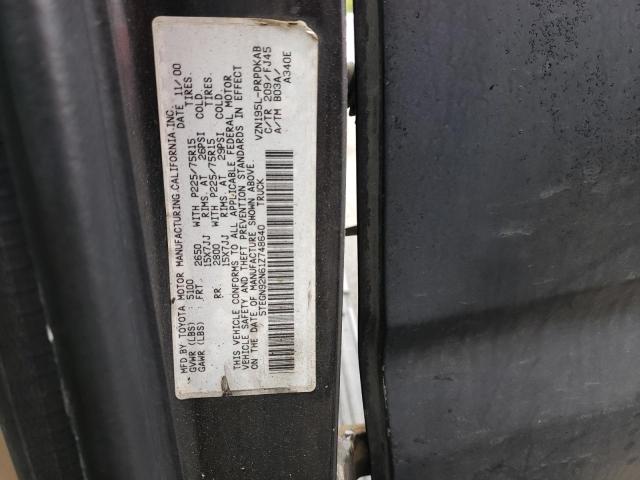 MFD.BY TOYOTA MOTOR MANUFACTURING CALIFORNIA,INC.
DATE 11/00
GVWR (LBS) : 5100
GAWR (LBS) : FRT. 2650 WITH P225/75R15 TIRES.
15X7JJ RIMS. AT 26PSI COLD.
RR. 2800 WITH P225/75R15 TIRES.
15X7JJ RIMS. AT 29PSI COLD.
THIS VEHICLE CONFORMS TO ALL APPLICABLE FEDERAL MOTOR
VEHICLE SAFETY AND THEFT PREVENTION STANDARDS IN EFFECT
ON THE DATE OF MANUFACTURE SHOWN ABOVE.
5TEGN92N61Z748640 TRUCK
VZN195L-PRPDKAB
C/TR 209/FJ45
A/TM B03A/
A340E